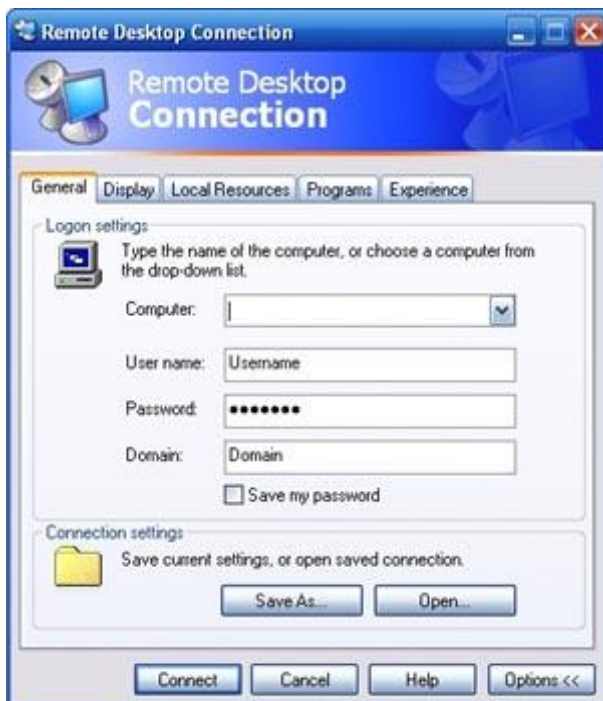 Remote Desktop Connection
Remote Desktop
Connection
General Display Local Resources Programs Experience
Logon settings
Type the name of the computer, or choose a computer from
the drop-down list.
Computer:
User name: Username
Password: •••••••
Domain: Domain
Save my password
Connection settings
Save current settings, or open saved connection.
Save As... Open...
Connect Cancel Help Options <<